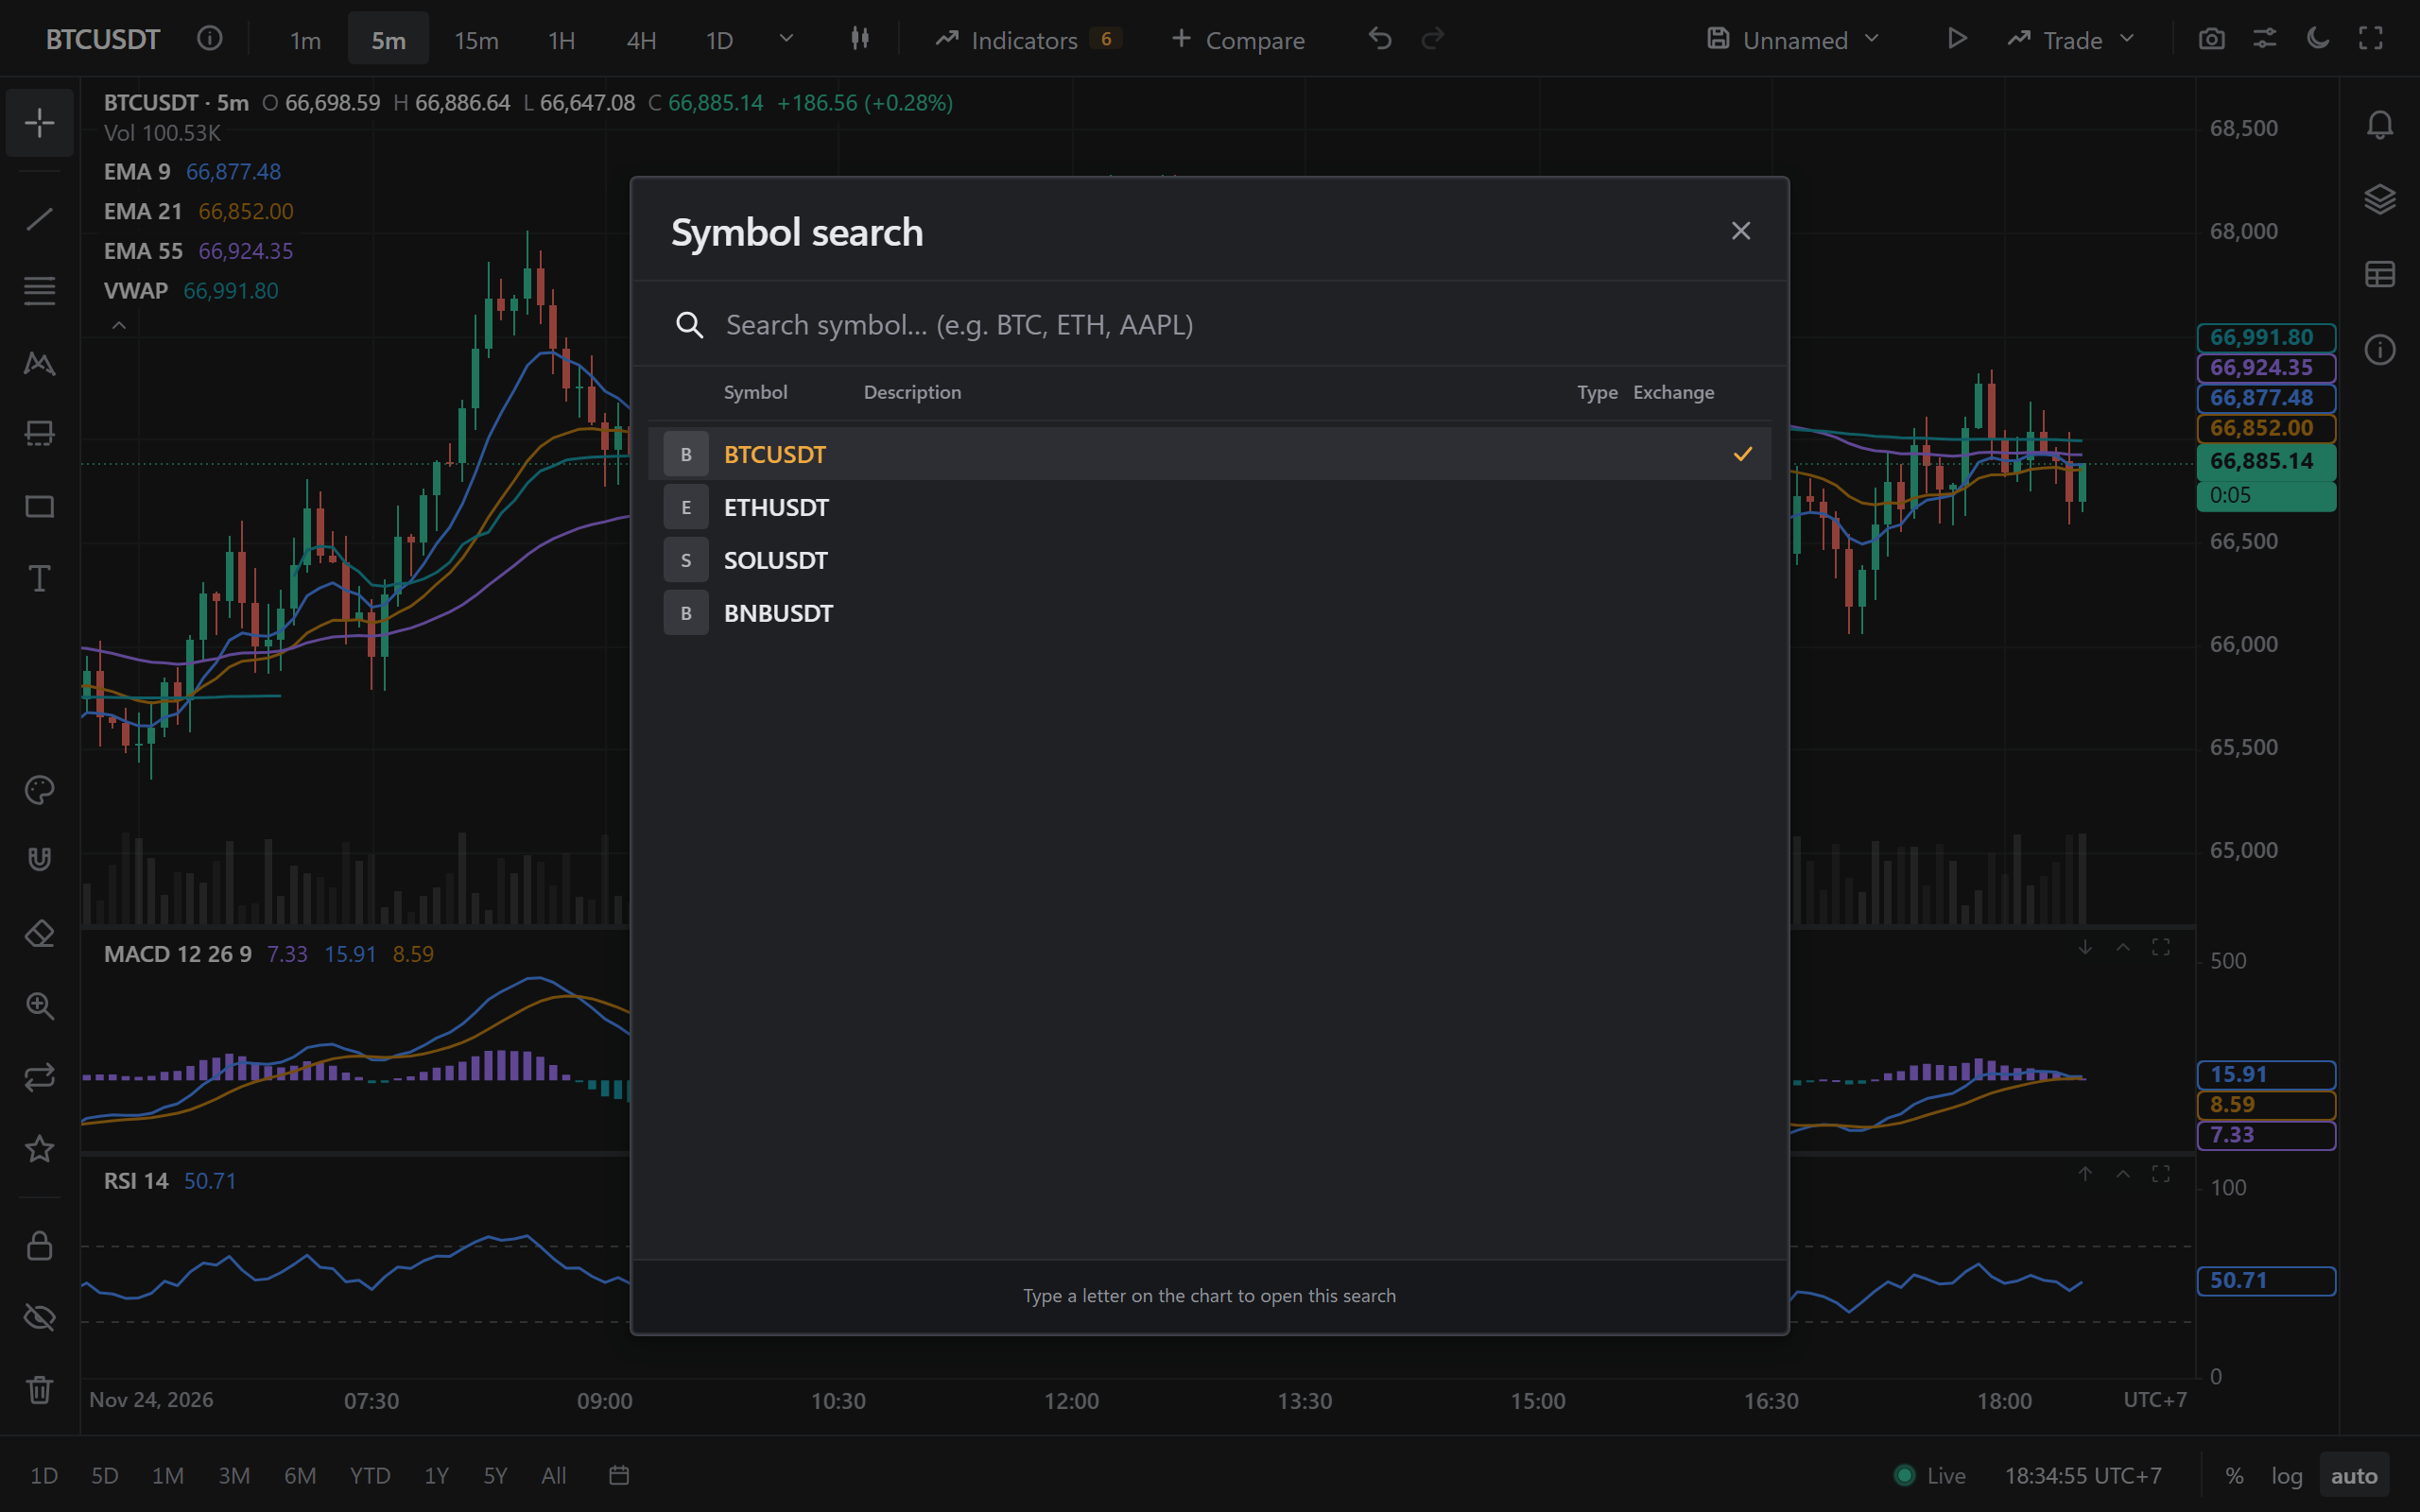 BTCUSDT 1m 5m 15m 1H 4H 1D Indicators 6 Compare Unnamed Trade
BTCUSDT · 5m O 66,698.59 H 66,886.64 L 66,647.08 C 66,885.14 +186.56 (+0.28%)
Vol 100.53K
EMA 9 66,877.48
EMA 21 66,852.00
EMA 55 66,924.35
VWAP 66,991.80
Symbol search
Search symbol... (e.g. BTC, ETH, AAPL)
Symbol Description Type Exchange
B BTCUSDT
E ETHUSDT
S SOLUSDT
B BNBUSDT
Type a letter on the chart to open this search
68,500
68,000
66,991.80
66,924.35
66,877.48
66,852.00
66,885.14
0:05
66,500
66,000
65,500
65,000
MACD 12 26 9 7.33 15.91 8.59
500
15.91
8.59
7.33
RSI 14 50.71
100
50.71
0
Nov 24, 2026 07:30 09:00 10:30 12:00 13:30 15:00 16:30 18:00 UTC+7
1D 5D 1M 3M 6M YTD 1Y 5Y All Live 18:34:55 UTC+7 % log auto